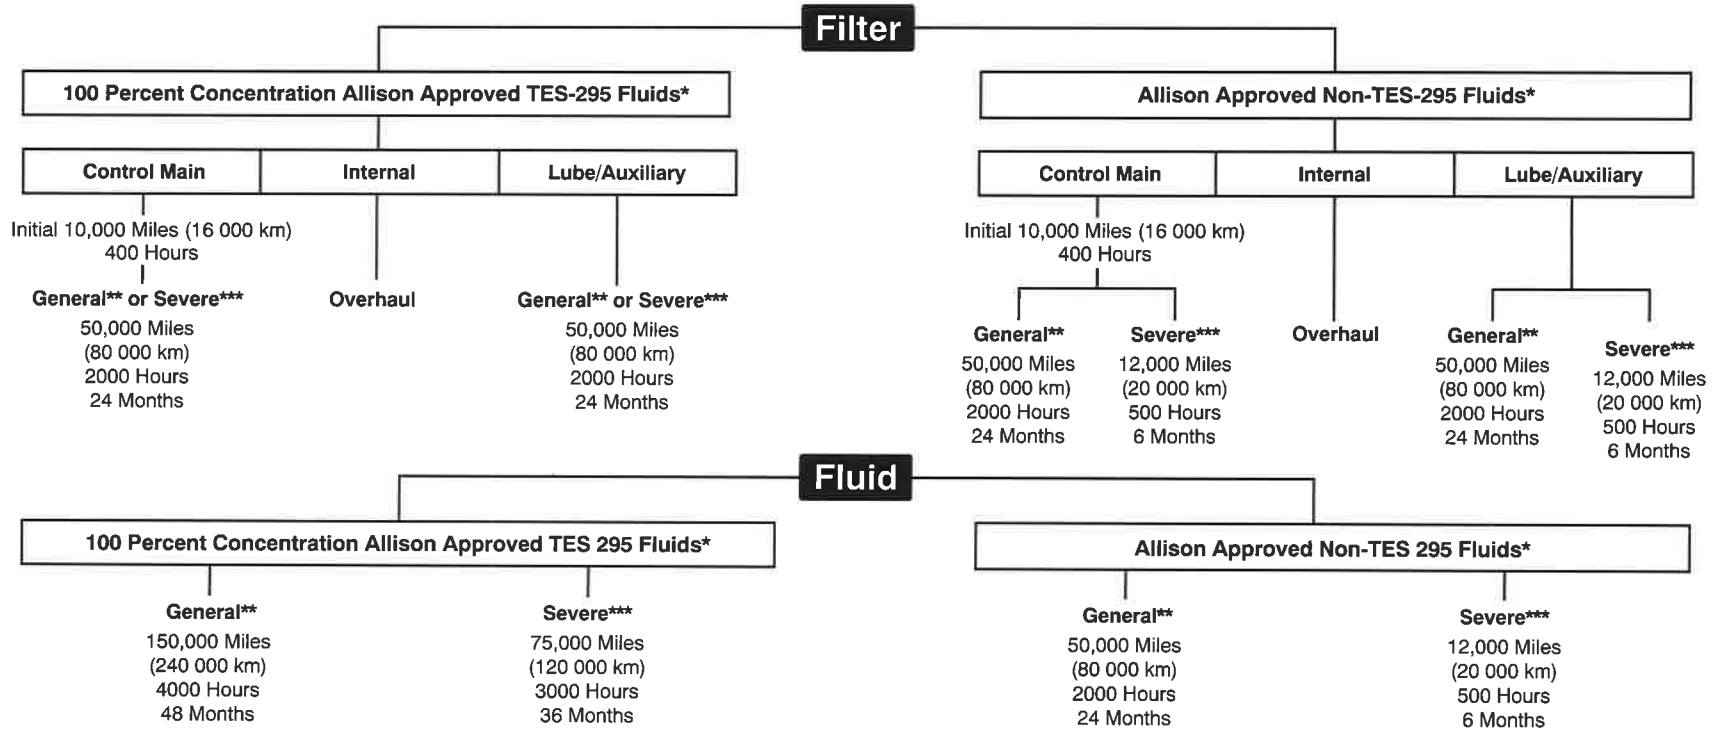 Filter
100 Percent Concentration Allison Approved TES-295 Fluids*
Control Main
Internal
Lube/Auxiliary
Initial 10,000 Miles (16 000 km)
400 Hours
General** or Severe***
50,000 Miles
(80 000 km)
2000 Hours
24 Months
Overhaul
General** or Severe***
50,000 Miles
(80 000 km)
2000 Hours
24 Months
Allison Approved Non-TES-295 Fluids*
Control Main
Internal
Lube/Auxiliary
Initial 10,000 Miles (16 000 km)
400 Hours
General**
50,000 Miles
(80 000 km)
2000 Hours
24 Months
Severe***
12,000 Miles
(20 000 km)
500 Hours
6 Months
Overhaul
General**
50,000 Miles
(80 000 km)
2000 Hours
24 Months
Severe***
12,000 Miles
(20 000 km)
500 Hours
6 Months
Fluid
100 Percent Concentration Allison Approved TES 295 Fluids*
General**
150,000 Miles
(240 000 km)
4000 Hours
48 Months
Severe***
75,000 Miles
(120 000 km)
3000 Hours
36 Months
Allison Approved Non-TES 295 Fluids*
General**
50,000 Miles
(80 000 km)
2000 Hours
24 Months
Severe***
12,000 Miles
(20 000 km)
500 Hours
6 Months